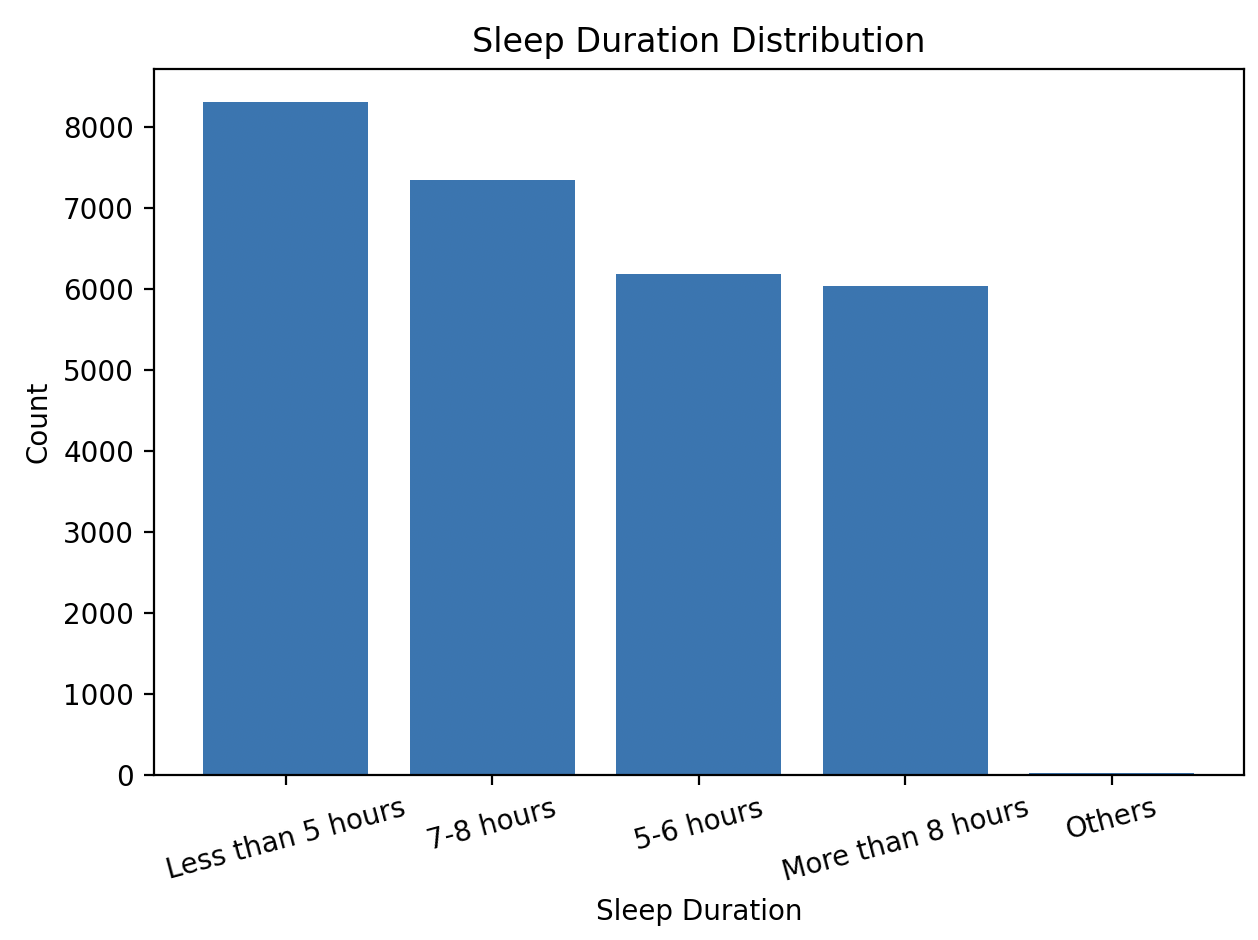 Sleep Duration Distribution
Count
8000
7000
6000
5000
4000
3000
2000
1000
0
Less than 5 hours
7-8 hours
5-6 hours
More than 8 hours
Others
Sleep Duration